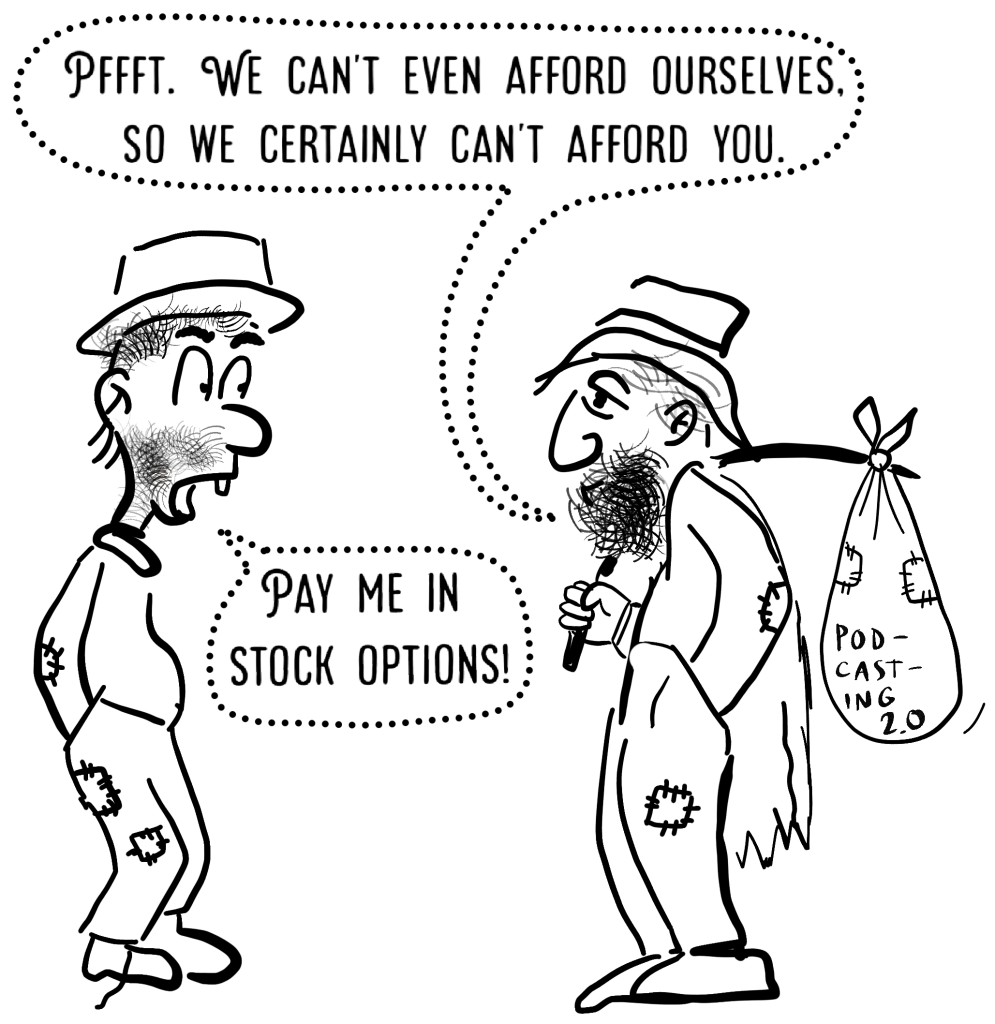 PFFFT. WE CAN'T EVEN AFFORD OURSELVES,
SO WE CERTAINLY CAN'T AFFORD YOU.
PAY ME IN
STOCK OPTIONS!
POD-
CAST-
ING
2.0